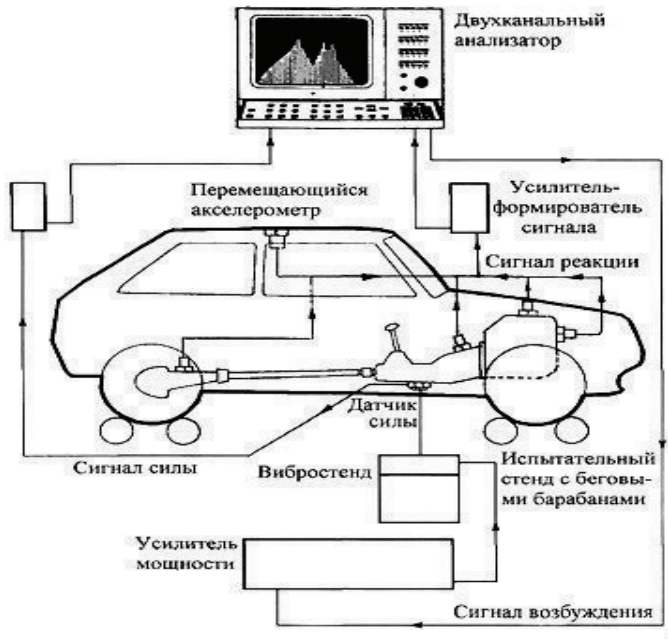 Двухканальный
анализатор
Перемещающийся
акселерометр
Усилитель-
формирователь
сигнала
Сигнал реакции
Датчик
силы
Сигнал силы
Вибростенд
Испытательный
стенд с беговы-
ми барабанами
Усилитель
мощности
Сигнал возбуждения